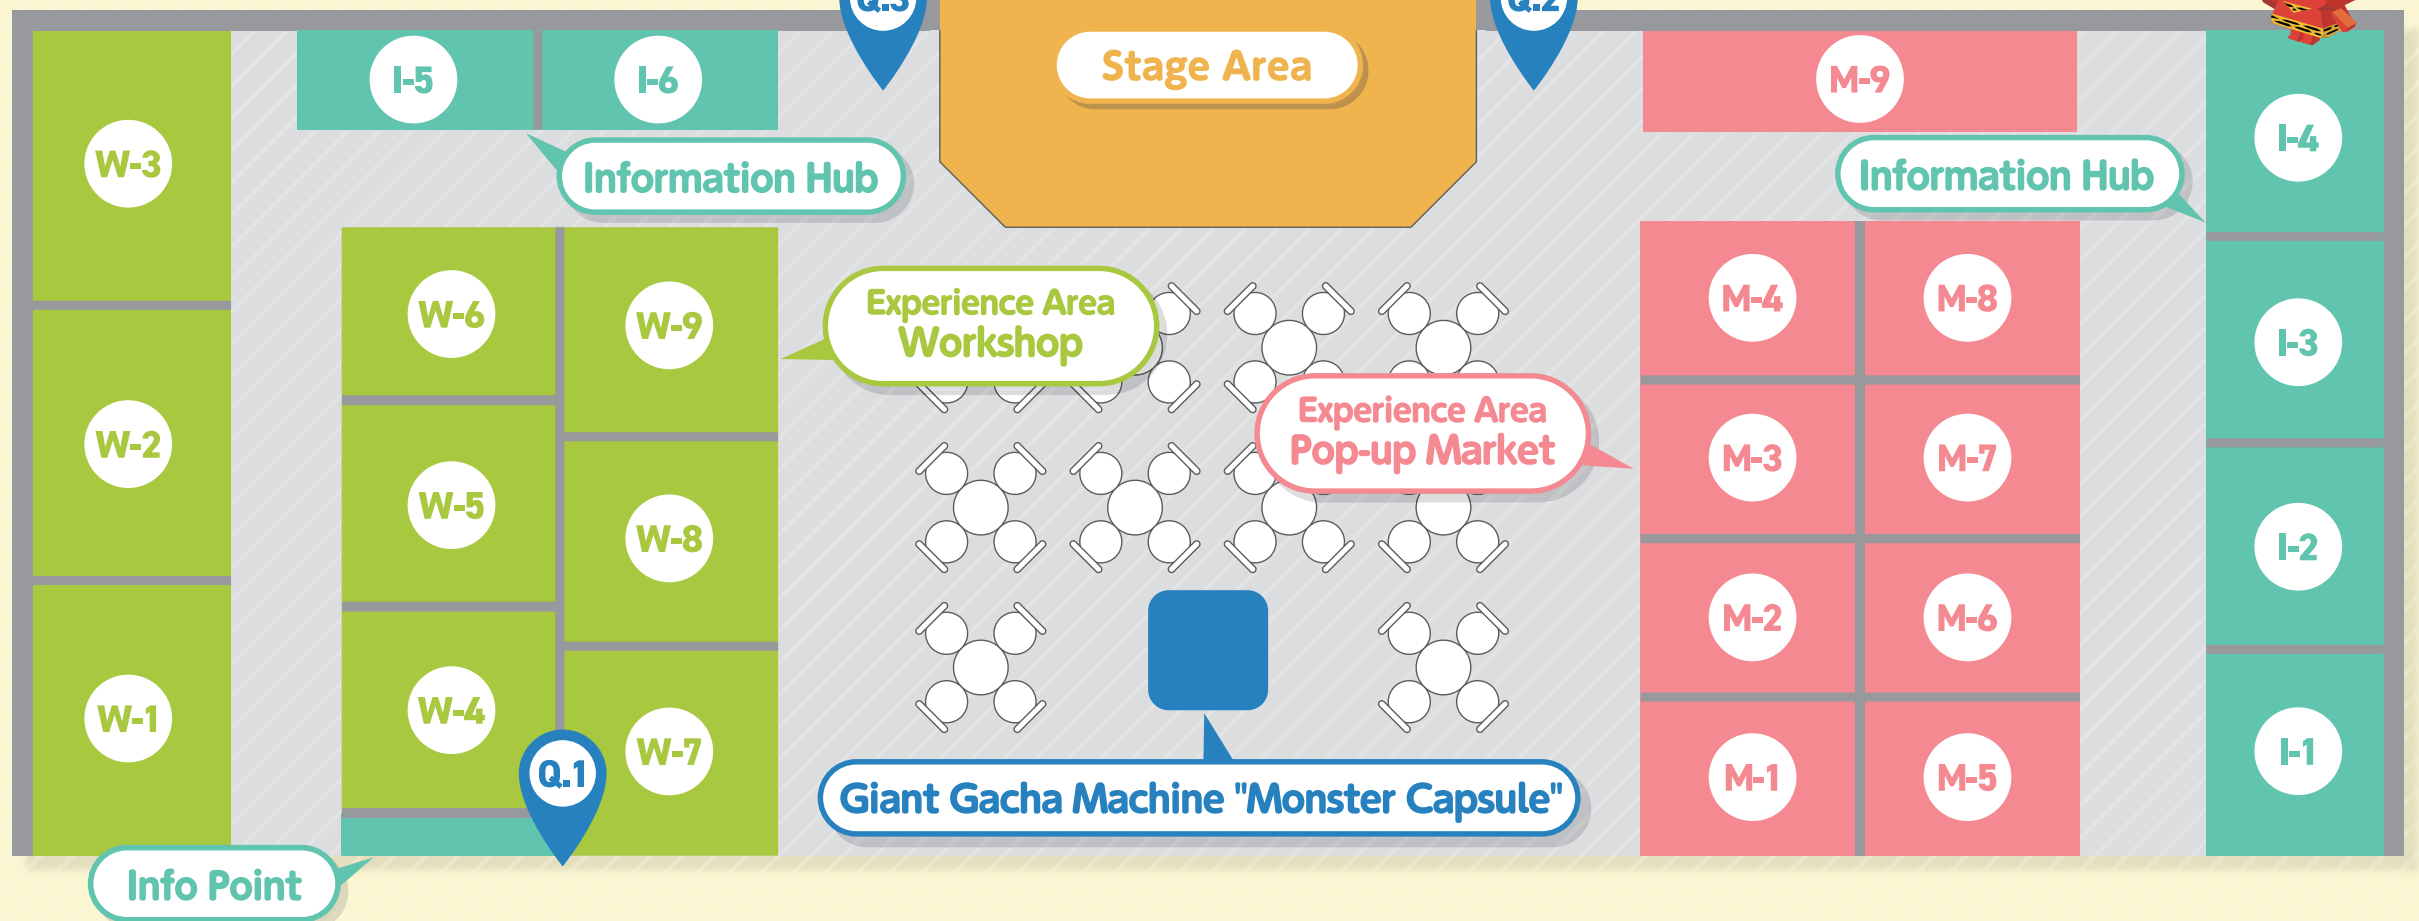 Q.3
Q.2
Stage Area
I-5
I-6
M-9
W-3
Information Hub
Information Hub
I-4
W-6
W-9
Experience Area
Workshop
M-4
M-8
I-3
W-2
Experience Area
Pop-up Market
M-3
M-7
W-5
W-8
I-2
M-2
M-6
W-1
W-4
W-7
Q.1
Giant Gacha Machine "Monster Capsule"
M-1
M-5
I-1
Info Point